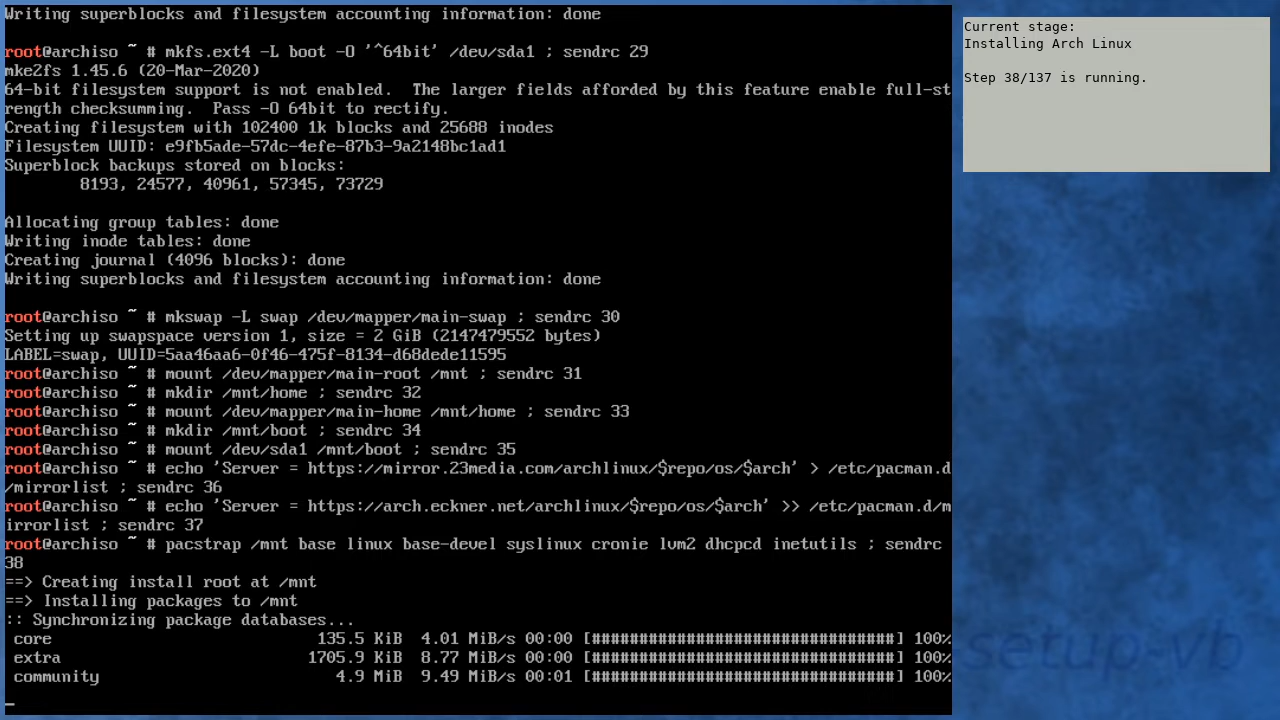 Writing superblocks and filesystem accounting information: done
root@archiso ~ # mkfs.ext4 -L boot -O '^64bit' /dev/sda1 ; sendrc 29
mke2fs 1.45.6 (20-Mar-2020)
64-bit filesystem support is not enabled.  The larger fields afforded by this feature enable full-st
rength checksumming.  Pass -O 64bit to rectify.
Creating filesystem with 102400 1k blocks and 25688 inodes
Filesystem UUID: e9fb5ade-57dc-4efe-87b3-9a2148bc1ad1
Superblock backups stored on blocks:
        8193, 24577, 40961, 57345, 73729
Allocating group tables: done
Writing inode tables: done
Creating journal (4096 blocks): done
Writing superblocks and filesystem accounting information: done
root@archiso ~ # mkswap -L swap /dev/mapper/main-swap ; sendrc 30
Setting up swapspace version 1, size = 2 GiB (2147479552 bytes)
LABEL=swap, UUID=5aa46aa6-0f46-475f-8134-d68dede11595
root@archiso ~ # mount /dev/mapper/main-root /mnt ; sendrc 31
root@archiso ~ # mkdir /mnt/home ; sendrc 32
root@archiso ~ # mount /dev/mapper/main-home /mnt/home ; sendrc 33
root@archiso ~ # mkdir /mnt/boot ; sendrc 34
root@archiso ~ # mount /dev/sda1 /mnt/boot ; sendrc 35
root@archiso ~ # echo 'Server = https://mirror.23media.com/archlinux/$repo/os/$arch' > /etc/pacman.d
/mirrorlist ; sendrc 36
root@archiso ~ # echo 'Server = https://arch.eckner.net/archlinux/$repo/os/$arch' >> /etc/pacman.d/m
irrorlist ; sendrc 37
root@archiso ~ # pacstrap /mnt base linux base-devel syslinux cronie lvm2 dhcpcd inetutils ; sendrc
38
==> Creating install root at /mnt
==> Installing packages to /mnt
:: Synchronizing package databases...
 core                            135.5 KiB  4.01 MiB/s 00:00 [################################] 100%
 extra                          1705.9 KiB  8.77 MiB/s 00:00 [################################] 100%
 community                         4.9 MiB  9.49 MiB/s 00:01 [################################] 100%
_
Current stage:
Installing Arch Linux
Step 38/137 is running.
setup-vb